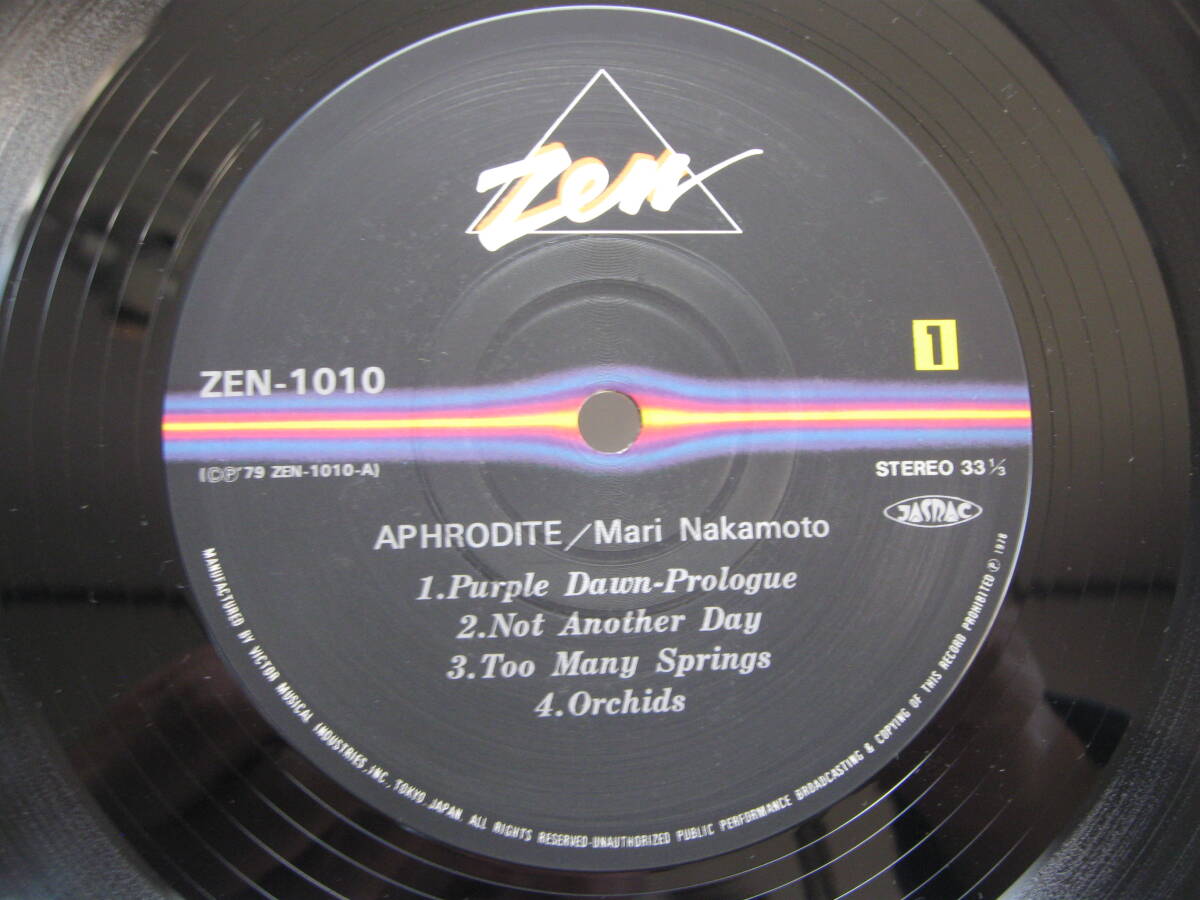 Zen
1
ZEN-1010
(ⒸⓅ'79 ZEN-1010-A)
STEREO 33⅓
JASRAC
APHRODITE/Mari Nakamoto
1.Purple Dawn-Prologue
2.Not Another Day
3.Too Many Springs
4.Orchids
MANUFACTURED BY VICTOR MUSICAL INDUSTRIES,INC., TOKYO, JAPAN. ALL RIGHTS RESERVED-UNAUTHORIZED PUBLIC PERFORMANCE BROADCASTING & COPYING OF THIS RECORD PROHIBITED Ⓟ 1978